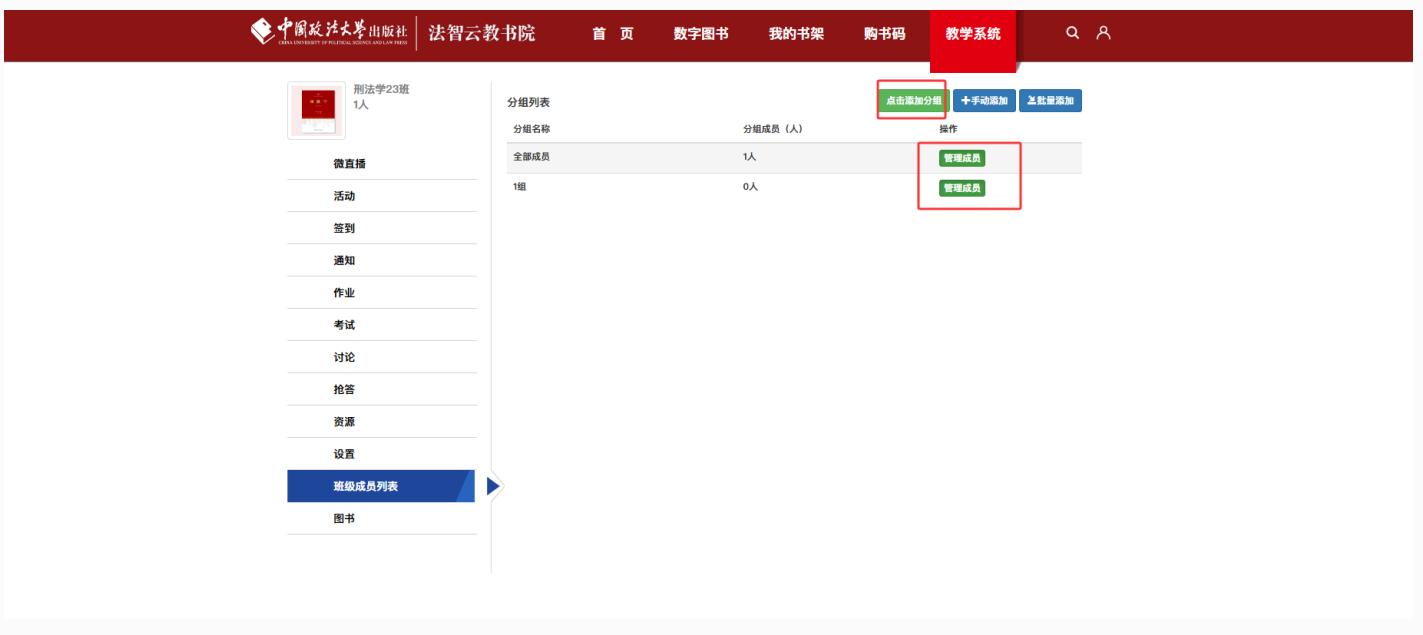 中国政法大学出版社 法智云教书院 首 页 数字图书 我的书架 购书码 教学系统
CHINA UNIVERSITY OF POLITICAL SCIENCE AND LAW PRESS
刑法学23班
1人
分组列表 点击添加分组 手动添加 批量添加
分组名称 分组成员（人） 操作
全部成员 1人 管理成员
1组 0人 管理成员
微直播
活动
签到
通知
作业
考试
讨论
抢答
资源
设置
班级成员列表
图书